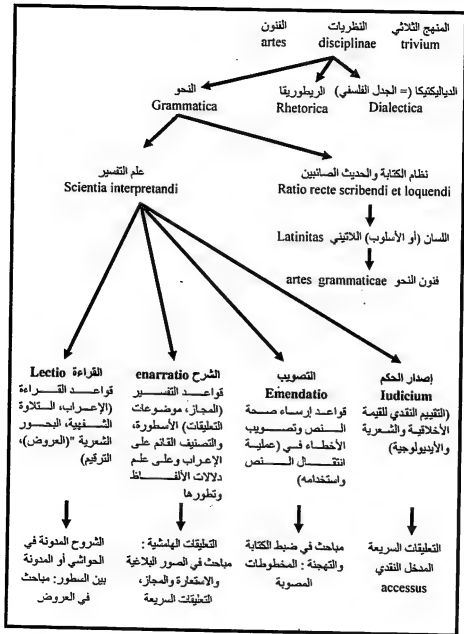 المنهج الثلاثي النظريات الفنون
trivium disciplinae artes
الدياليكتيكا (= الجدل الفلسفي) الريطوريقا النحو
Dialectica Rhetorica Grammatica
نظام الكتابة والحديث الصائبين
Ratio recte scribendi et loquendi
علم التفسير
Scientia interpretandi
اللسان (أو الأسلوب) اللاتيني Latinitas
فنون النحو artes grammaticae
إصدار الحكم
Iudicium
(التقييم النقدي للقيمة
الأخلاقية والشعرية
والأيديولوجية)
التصويب
Emendatio
قواعد إرساء صحة
النص وتصويب
الأخطاء في (عملية
انتقال النص
واستخدامه)
الشرح enarratio
قواعد التفسير
(المجاز، موضوعات
التعليقات) الأسطورة،
والتصنيف القائم على
الإعراب وعلى علم
دلالات الألفاظ
وتطورها
القراءة Lectio
قواعد القراءة
(الإعراب، التلاوة
الشفهية، البحور
الشعرية "(العروض)،
الترقيم)
التعليقات السريعة
المدخل النقدي
accessus
مباحث في ضبط الكتابة
والتهجئة : المخطوطات
المصوبة
التعليقات الهامشية :
مباحث في الصور البلاغية
والاستعارة والمجاز،
التعليقات السريعة
الشروح المدونة في
الحواشي أو المدونة
بين السطور: مباحث
في العروض